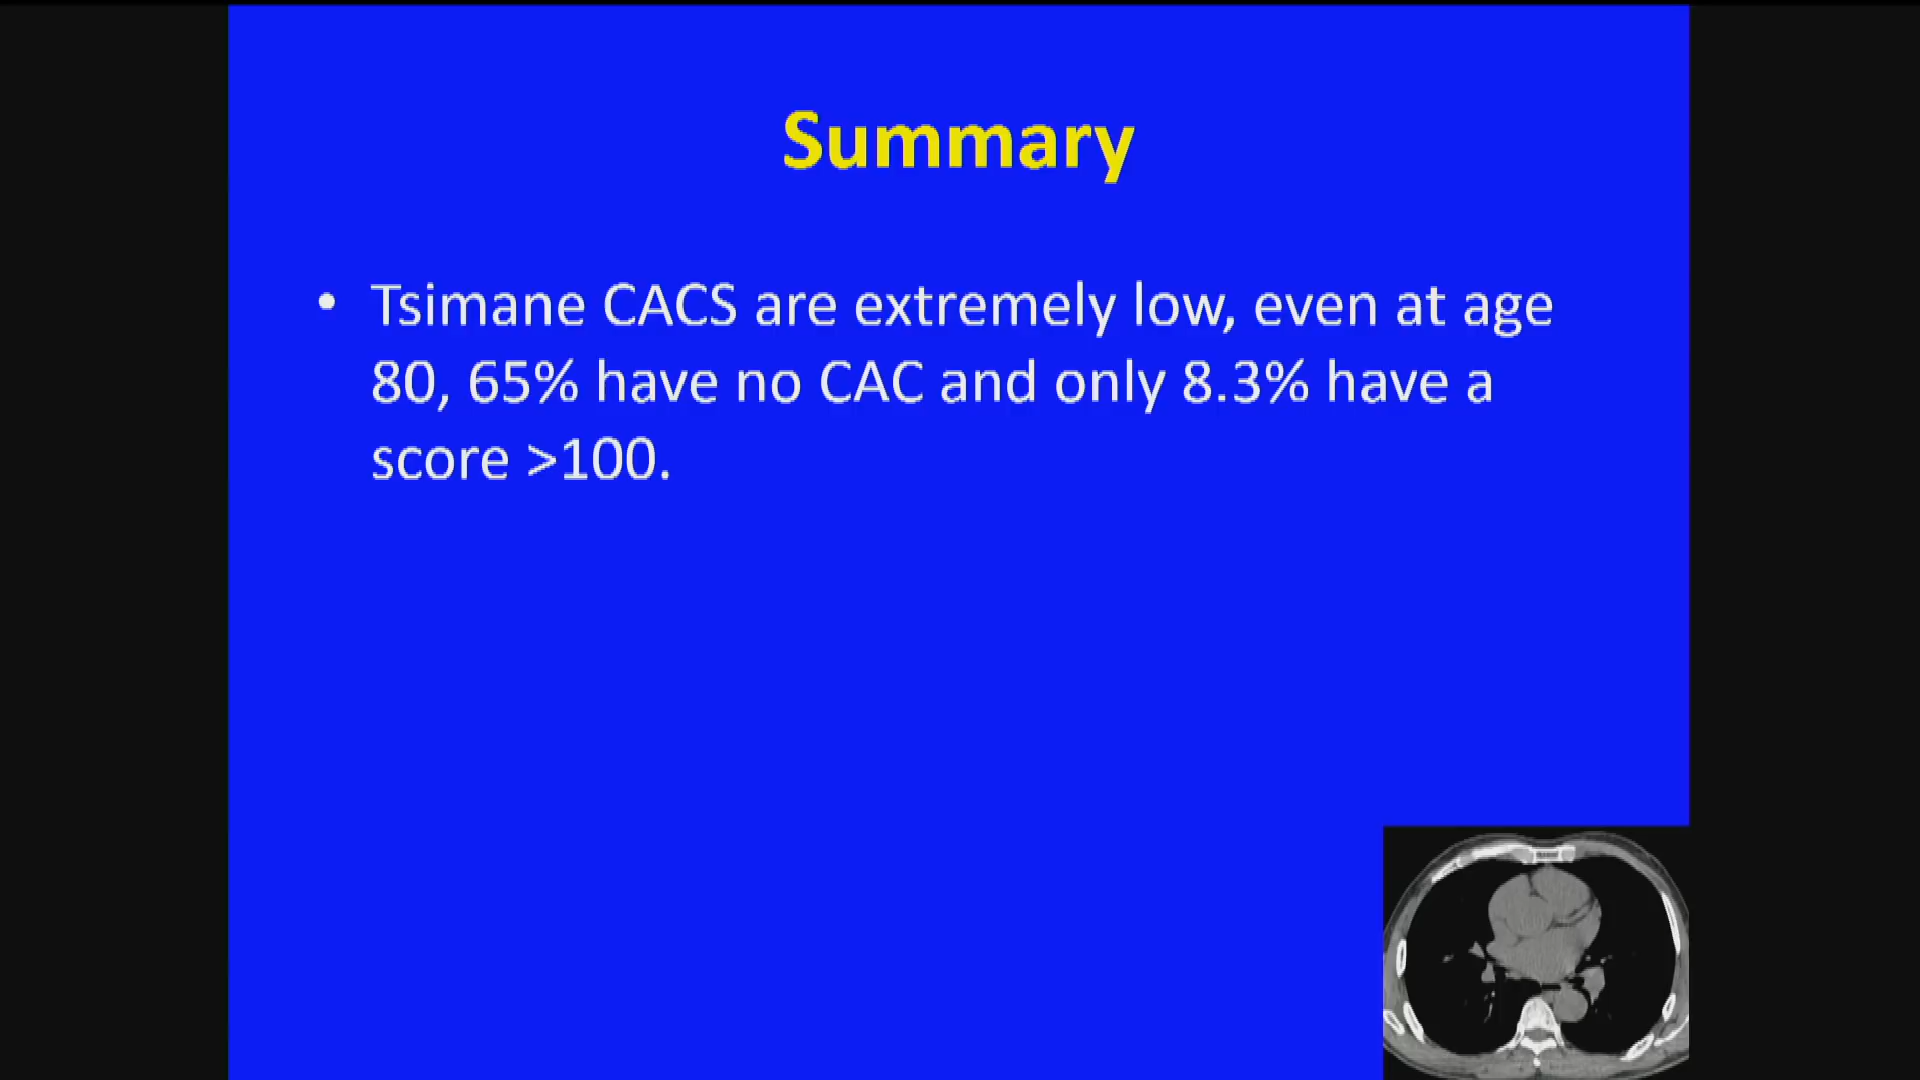 Summary
• Tsimane CACS are extremely low, even at age
80, 65% have no CAC and only 8.3% have a
score >100.